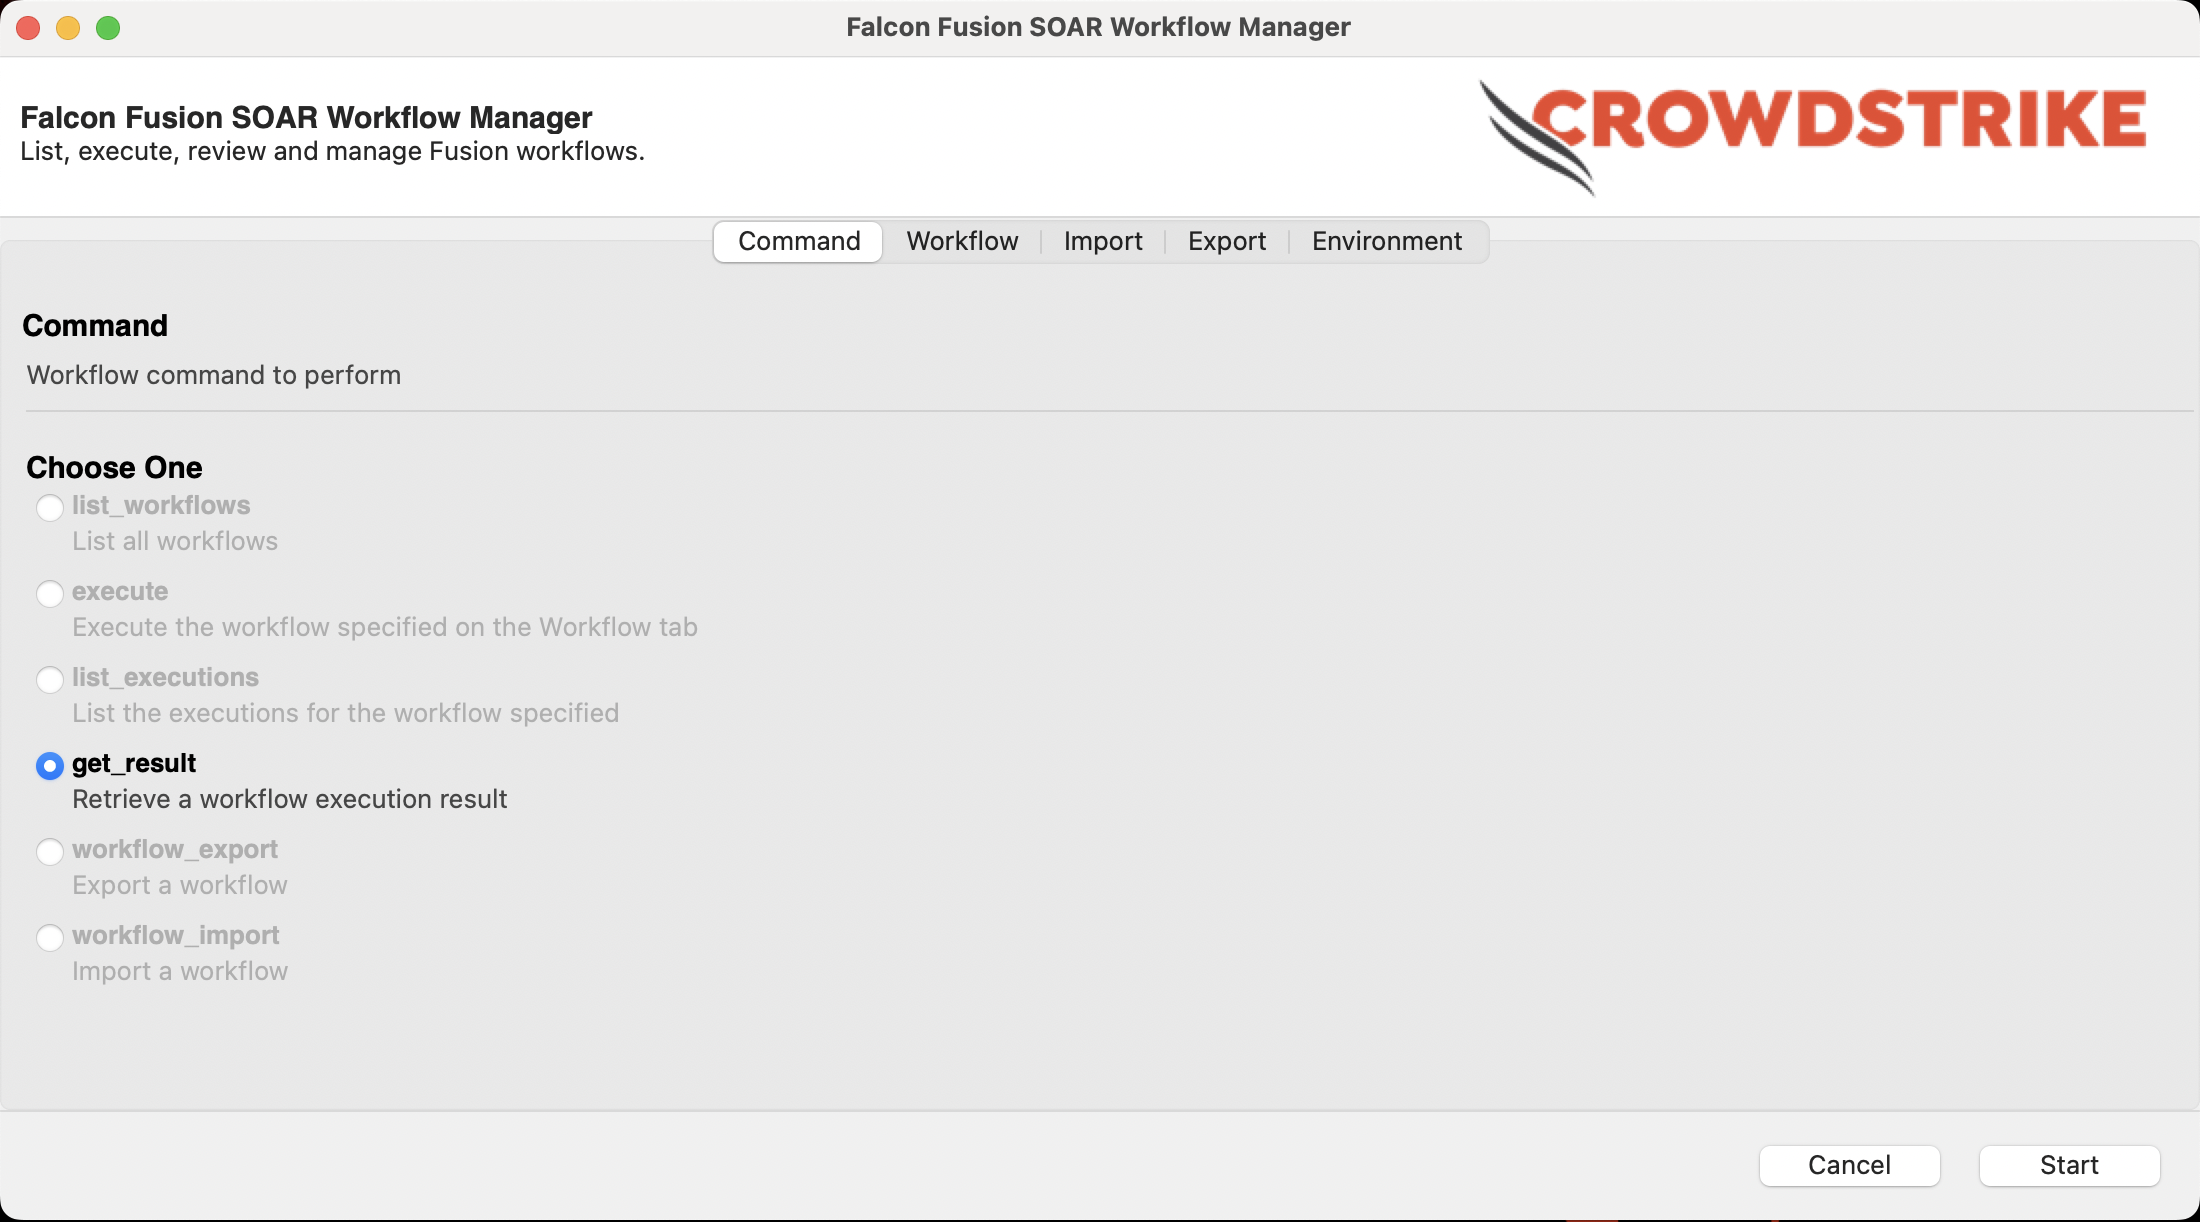 Falcon Fusion SOAR Workflow Manager
Falcon Fusion SOAR Workflow Manager
List, execute, review and manage Fusion workflows.
CROWDSTRIKE
Command Workflow Import Export Environment
Command
Workflow command to perform
Choose One
list_workflows
List all workflows
execute
Execute the workflow specified on the Workflow tab
list_executions
List the executions for the workflow specified
get_result
Retrieve a workflow execution result
workflow_export
Export a workflow
workflow_import
Import a workflow
Cancel Start